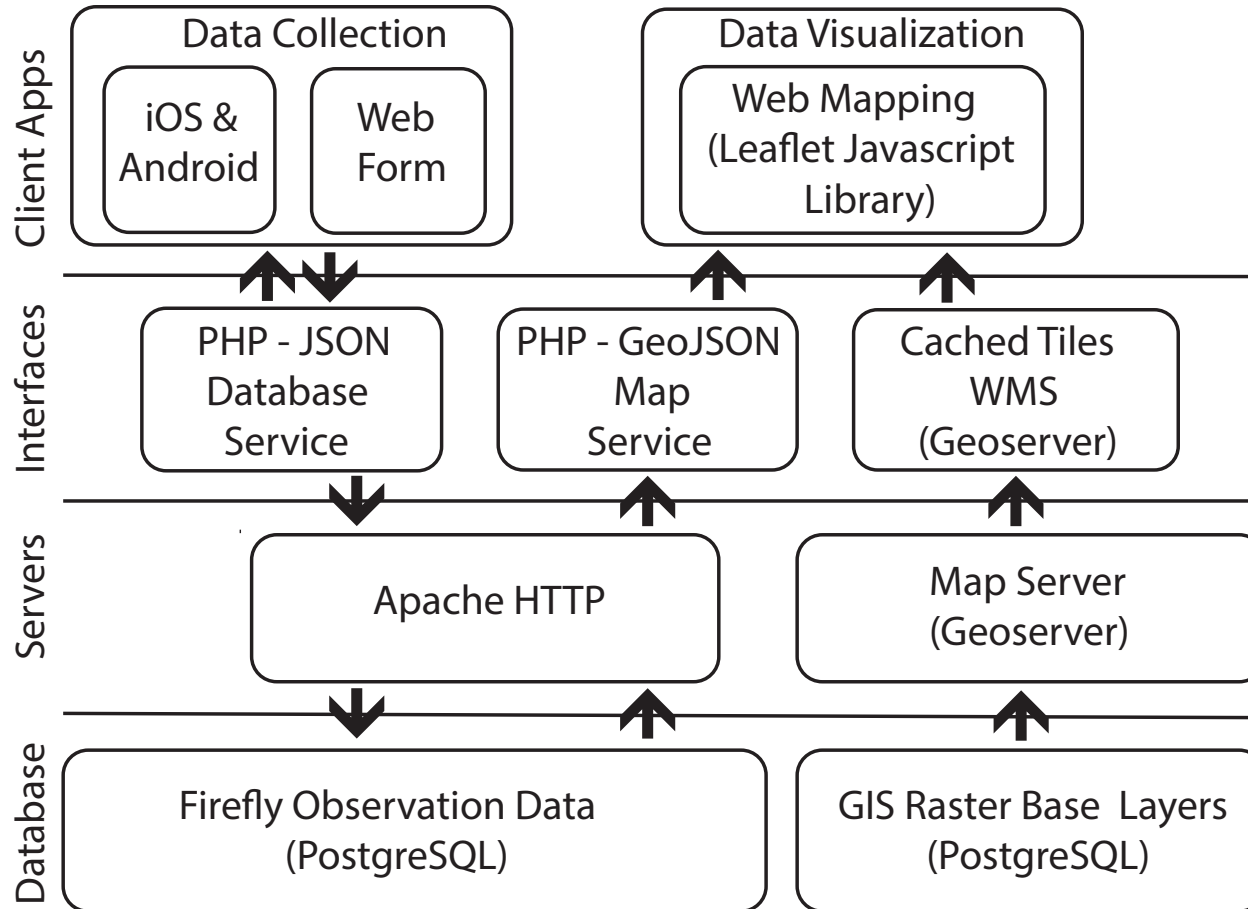 Client Apps
Data Collection
iOS &
Android
Web
Form
Data Visualization
Web Mapping
(Leaflet Javascript
Library)
Interfaces
PHP - JSON
Database
Service
PHP - GeoJSON
Map
Service
Cached Tiles
WMS
(Geoserver)
Servers
Apache HTTP
Map Server
(Geoserver)
Database
Firefly Observation Data
(PostgreSQL)
GIS Raster Base Layers
(PostgreSQL)